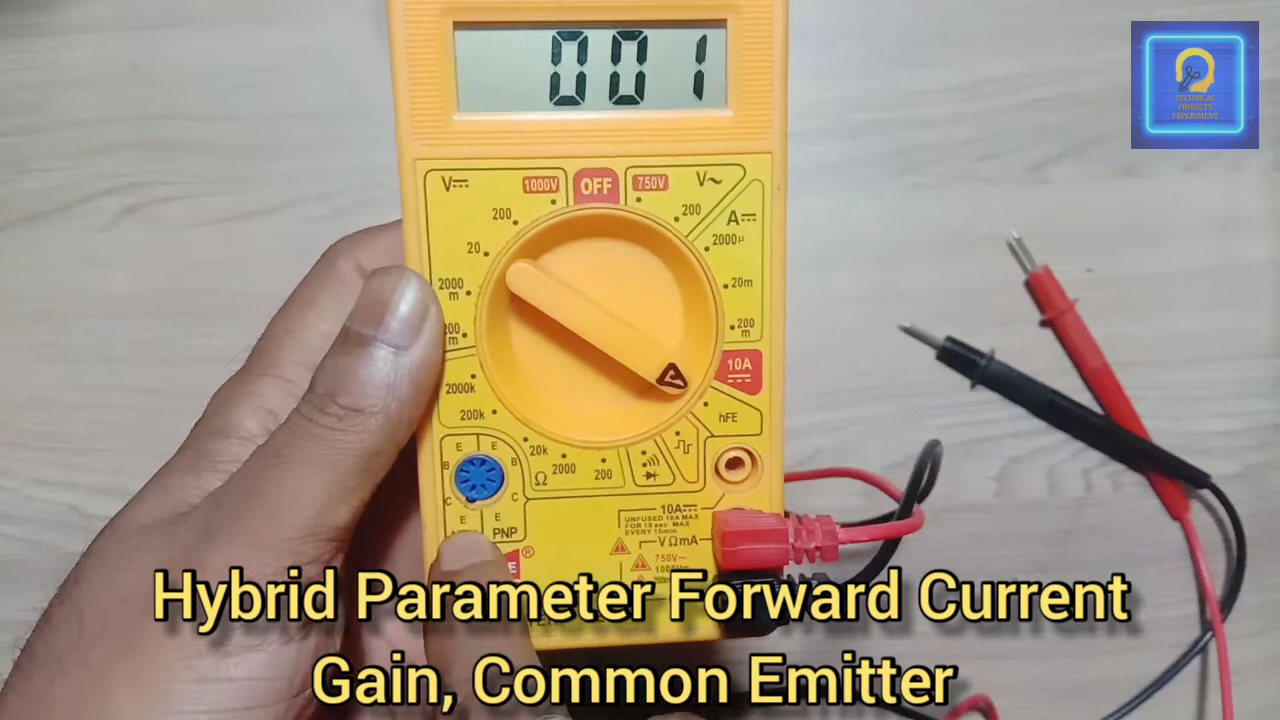 001
TECHNICAL
PROJECTS
EXPERIMENT
V 1000V OFF 750V V~
200 200 A
20 2000µ
2000
m 20m
200
m
2000k 10A
200k hFE
20k
Ω 2000 200
E E
B B
C C
E E
PNP
10A
UNFUSED 10A MAX
FOR 10 sec MAX
EVERY 15min
VΩmA
750V~
1000V
Hybrid Parameter Forward Current
Gain, Common Emitter